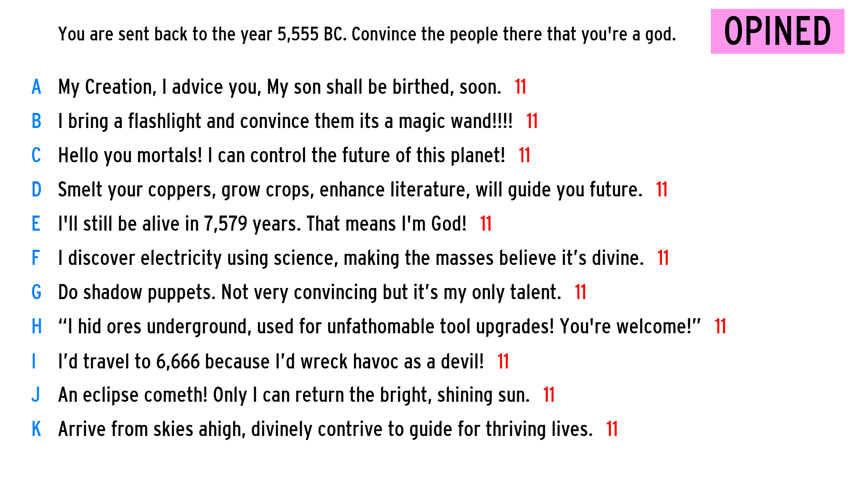 You are sent back to the year 5,555 BC. Convince the people there that you're a god.
OPINED
A My Creation, I advice you, My son shall be birthed, soon. 11
B I bring a flashlight and convince them its a magic wand!!!! 11
C Hello you mortals! I can control the future of this planet! 11
D Smelt your coppers, grow crops, enhance literature, will guide you future. 11
E I'll still be alive in 7,579 years. That means I'm God! 11
F I discover electricity using science, making the masses believe it’s divine. 11
G Do shadow puppets. Not very convincing but it’s my only talent. 11
H “I hid ores underground, used for unfathomable tool upgrades! You're welcome!” 11
I I’d travel to 6,666 because I’d wreck havoc as a devil! 11
J An eclipse cometh! Only I can return the bright, shining sun. 11
K Arrive from skies ahigh, divinely contrive to guide for thriving lives. 11